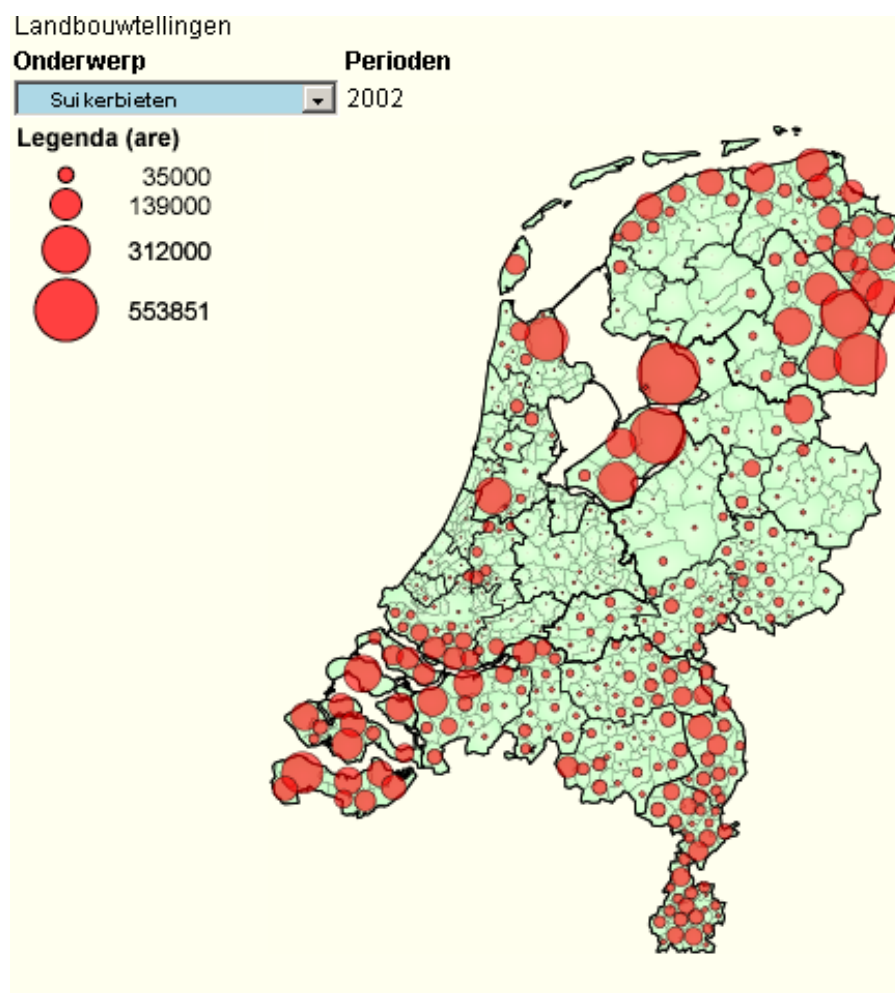 Landbouwtellingen
Onderwerp Perioden
Suikerbieten 2002
Legenda (are)
35000
139000
312000
553851